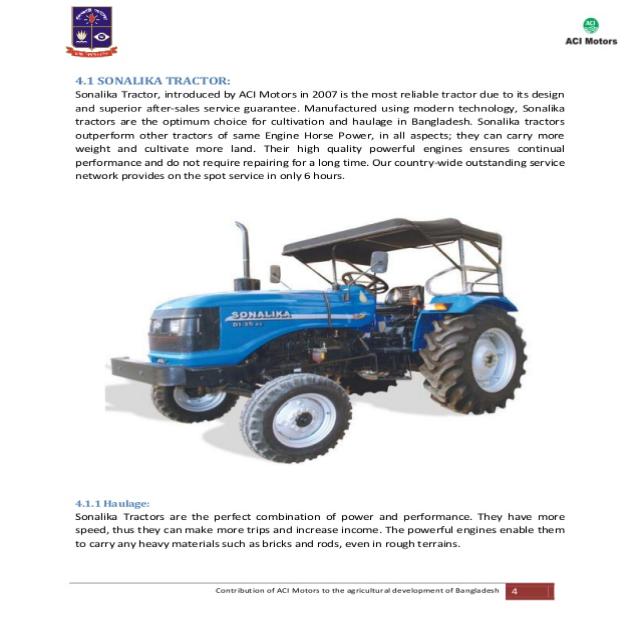 ACI
ACI Motors
4.1 SONALIKA TRACTOR:
Sonalika Tractor, introduced by ACI Motors in 2007 is the most reliable tractor due to its design
and superior after-sales service guarantee. Manufactured using modern technology, Sonalika
tractors are the optimum choice for cultivation and haulage in Bangladesh. Sonalika tractors
outperform other tractors of same Engine Horse Power, in all aspects; they can carry more
weight and cultivate more land. Their high quality powerful engines ensures continual
performance and do not require repairing for a long time. Our country-wide outstanding service
network provides on the spot service in only 6 hours.
SONALIKA
4.1.1 Haulage:
Sonalika Tractors are the perfect combination of power and performance. They have more
speed, thus they can make more trips and increase income. The powerful engines enable them
to carry any heavy materials such as bricks and rods, even in rough terrains.
Contribution of ACI Motors to the agricultural development of Bangladesh 4